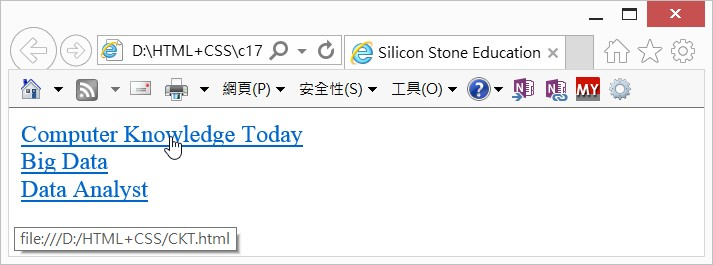 D:\HTML+CSS\c17
Silicon Stone Education
網頁(P) 安全性(S) 工具(O) ? N N MY
Computer Knowledge Today
Big Data
Data Analyst
file:///D:/HTML+CSS/CKT.html